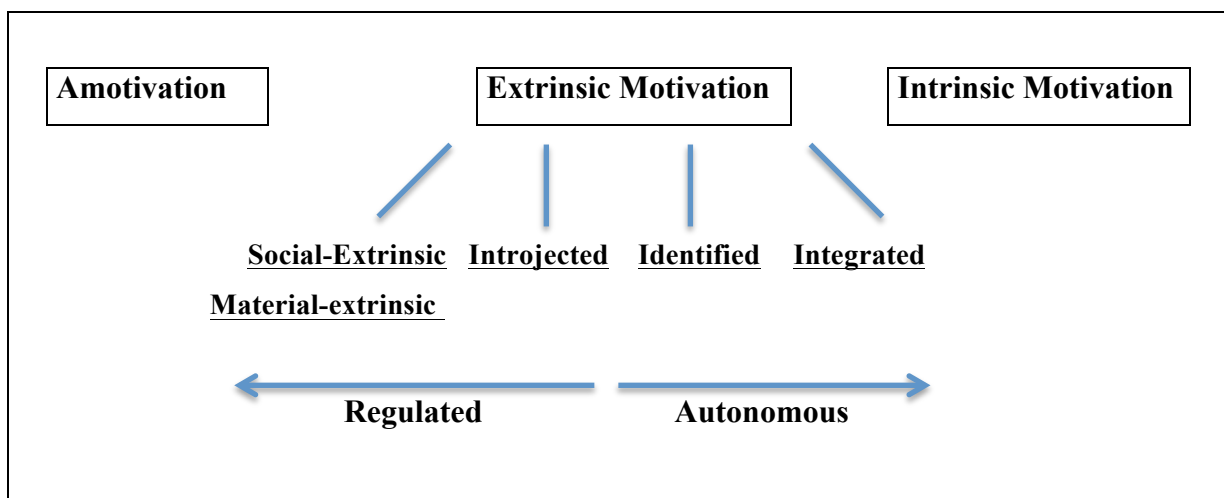 Amotivation Extrinsic Motivation Intrinsic Motivation
Social-Extrinsic Introjected Identified Integrated
Material-extrinsic
Regulated Autonomous